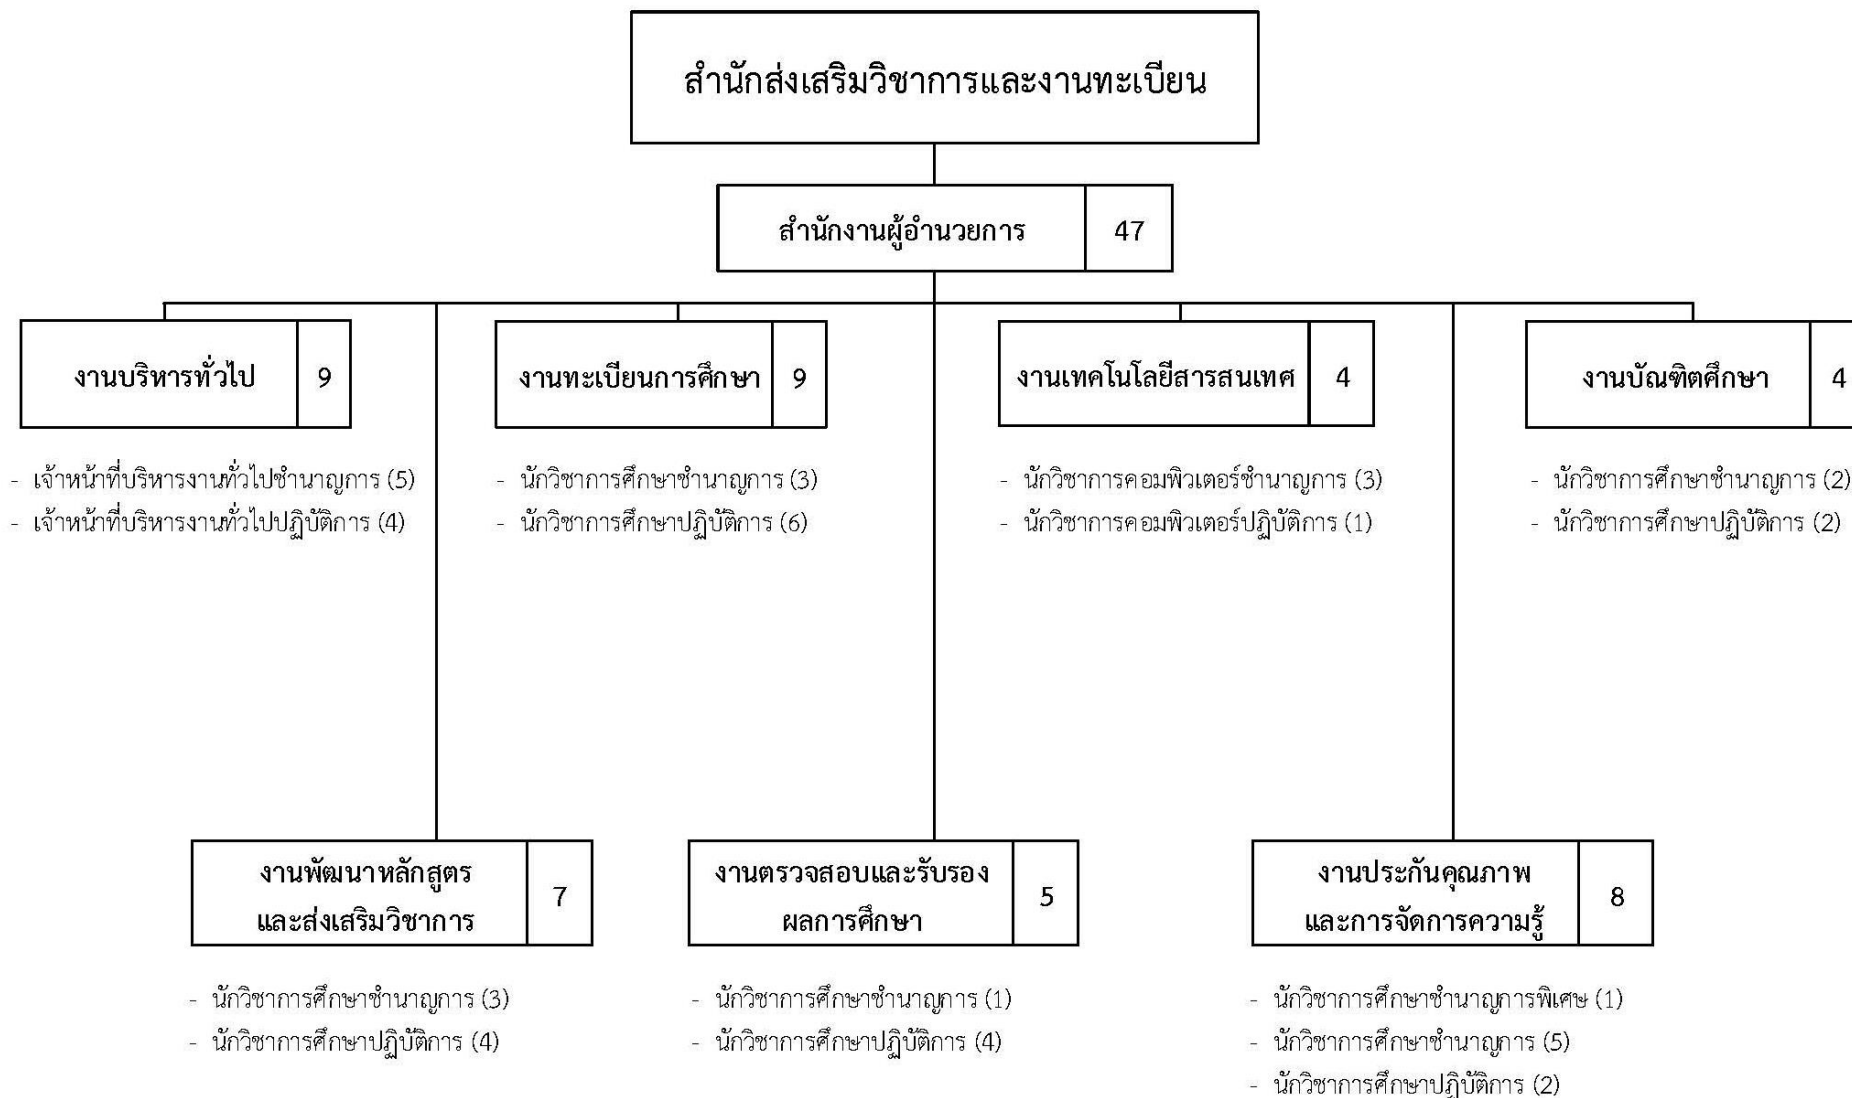 สำนักส่งเสริมวิชาการและงานทะเบียน
สำนักงานผู้อำนวยการ 47
งานบริหารทั่วไป 9
- เจ้าหน้าที่บริหารงานทั่วไปชำนาญการ (5)
- เจ้าหน้าที่บริหารงานทั่วไปปฏิบัติการ (4)
งานทะเบียนการศึกษา 9
- นักวิชาการศึกษาชำนาญการ (3)
- นักวิชาการศึกษาปฏิบัติการ (6)
งานเทคโนโลยีสารสนเทศ 4
- นักวิชาการคอมพิวเตอร์ชำนาญการ (3)
- นักวิชาการคอมพิวเตอร์ปฏิบัติการ (1)
งานบัณฑิตศึกษา 4
- นักวิชาการศึกษาชำนาญการ (2)
- นักวิชาการศึกษาปฏิบัติการ (2)
งานพัฒนาหลักสูตร
และส่งเสริมวิชาการ 7
- นักวิชาการศึกษาชำนาญการ (3)
- นักวิชาการศึกษาปฏิบัติการ (4)
งานตรวจสอบและรับรอง
ผลการศึกษา 5
- นักวิชาการศึกษาชำนาญการ (1)
- นักวิชาการศึกษาปฏิบัติการ (4)
งานประกันคุณภาพ
และการจัดการความรู้ 8
- นักวิชาการศึกษาชำนาญการพิเศษ (1)
- นักวิชาการศึกษาชำนาญการ (5)
- นักวิชาการศึกษาปฏิบัติการ (2)